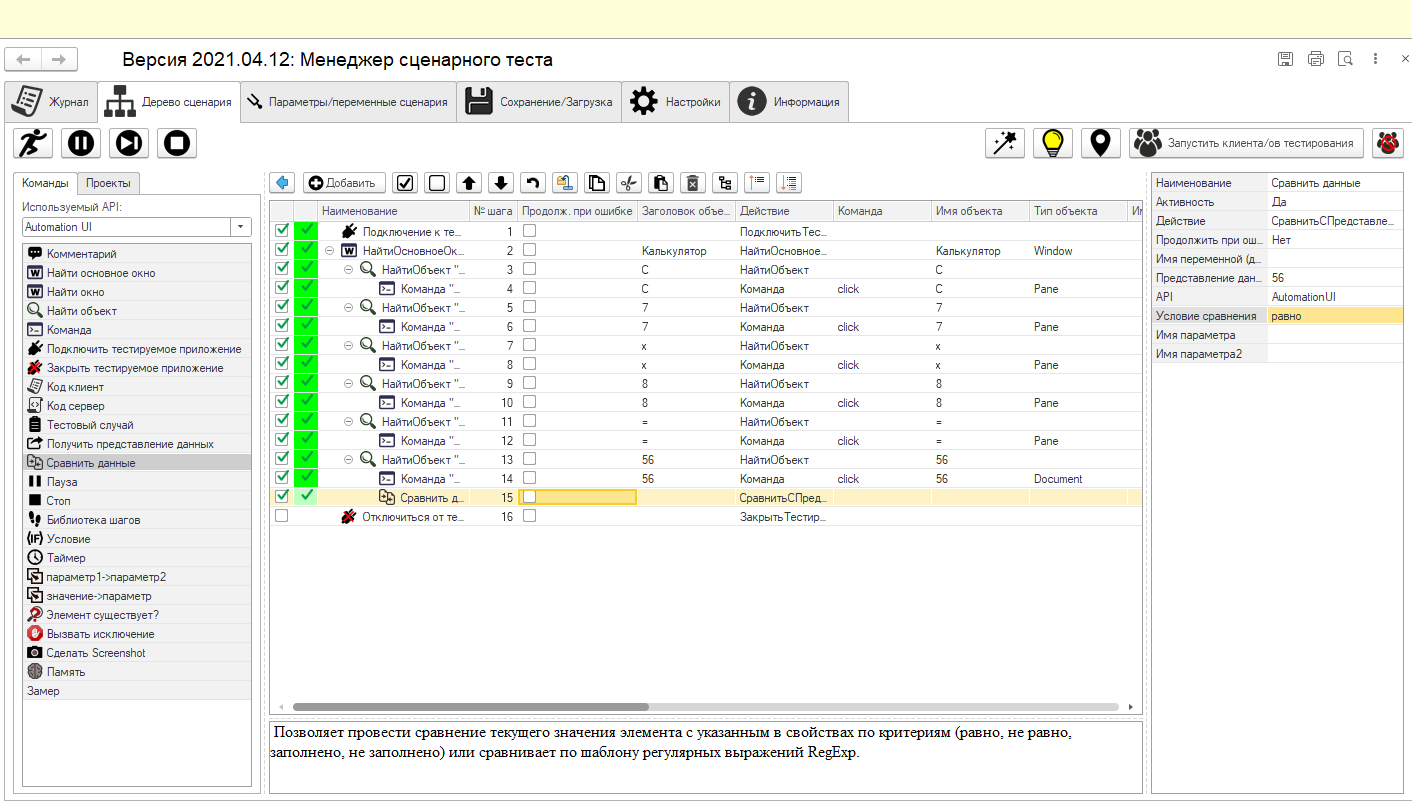 Версия 2021.04.12: Менеджер сценарного теста
Журнал
Дерево сценария
Параметры/переменные сценария
Сохранение/Загрузка
Настройки
Информация
Запустить клиента/ов тестирования
Команды Проекты
Используемый API:
Automation UI
Комментарий
Найти основное окно
Найти окно
Найти объект
Команда
Подключить тестируемое приложение
Закрыть тестируемое приложение
Код клиент
Код сервер
Тестовый случай
Получить представление данных
Сравнить данные
Пауза
Стоп
Библиотека шагов
(IF) Условие
Таймер
параметр1->параметр2
значение->параметр
Элемент существует?
Вызвать исключение
Сделать Screenshot
Память
Замер
Добавить
Наименование № шага Продолж. при ошибке Заголовок объе... Действие Команда Имя объекта Тип объекта
Подключение к те... 1 ПодключитьТес...
НайтиОсновноеОк... 2 Калькулятор НайтиОсновное... Калькулятор Window
НайтиОбъект "... 3 C НайтиОбъект C
Команда "... 4 C Команда click C Pane
НайтиОбъект "... 5 7 НайтиОбъект 7
Команда "... 6 7 Команда click 7 Pane
НайтиОбъект "... 7 x НайтиОбъект x
Команда "... 8 x Команда click x Pane
НайтиОбъект "... 9 8 НайтиОбъект 8
Команда "... 10 8 Команда click 8 Pane
НайтиОбъект "... 11 = НайтиОбъект =
Команда "... 12 = Команда click = Pane
НайтиОбъект "... 13 56 НайтиОбъект 56
Команда "... 14 56 Команда click 56 Document
Сравнить д... 15 СравнитьСПред...
Отключиться от те... 16 ЗакрытьТестир...
Позволяет провести сравнение текущего значения элемента с указанным в свойствах по критериям (равно, не равно,
заполнено, не заполнено) или сравнивает по шаблону регулярных выражений RegExp.
Наименование Сравнить данные
Активность Да
Действие СравнитьСПредставле...
Продолжить при ош... Нет
Имя переменной (д...
Представление дан... 56
API AutomationUI
Условие сравнения равно
Имя параметра
Имя параметра2